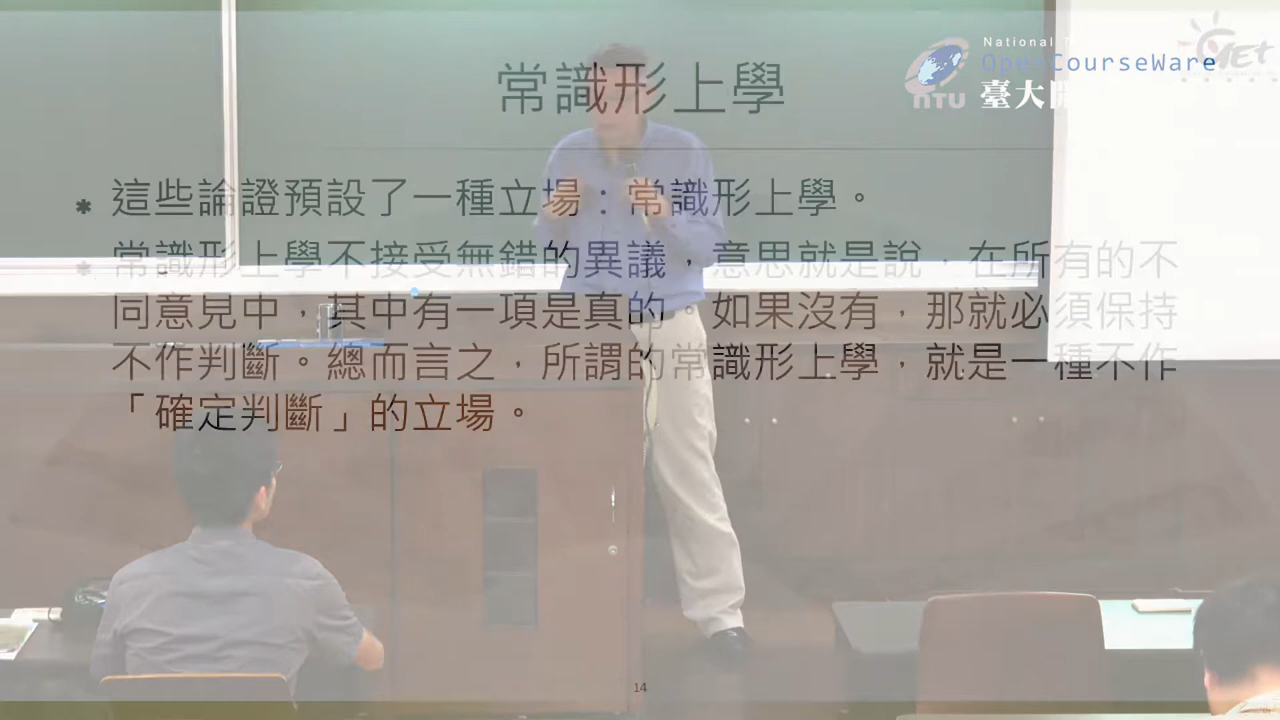 常識形上學
National
OpenCourseWare
NTU 臺大開
GET
* 這些論證預設了一種立場：常識形上學。
* 常識形上學不接受無錯的異議，意思就是說，在所有的不
同意見中，其中有一項是真的。如果沒有，那就必須保持
不作判斷。總而言之，所謂的常識形上學，就是一種不作
「確定判斷」的立場。
14